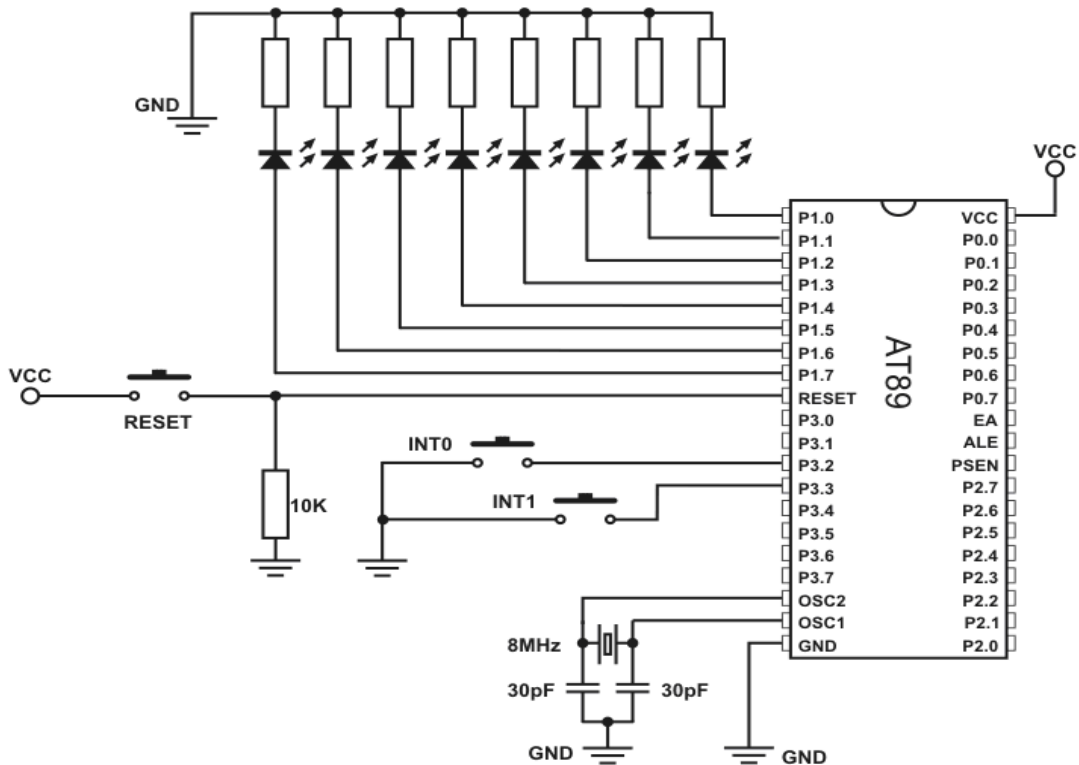 GND
VCC
P1.0
P1.1
P1.2
P1.3
P1.4
P1.5
P1.6
P1.7
RESET
P3.0
P3.1
P3.2
P3.3
P3.4
P3.5
P3.6
P3.7
OSC2
OSC1
GND
AT89
VCC
P0.0
P0.1
P0.2
P0.3
P0.4
P0.5
P0.6
P0.7
EA
ALE
PSEN
P2.7
P2.6
P2.5
P2.4
P2.3
P2.2
P2.1
P2.0
VCC
RESET
10K
INT0
INT1
8MHz
30pF
30pF
GND
GND